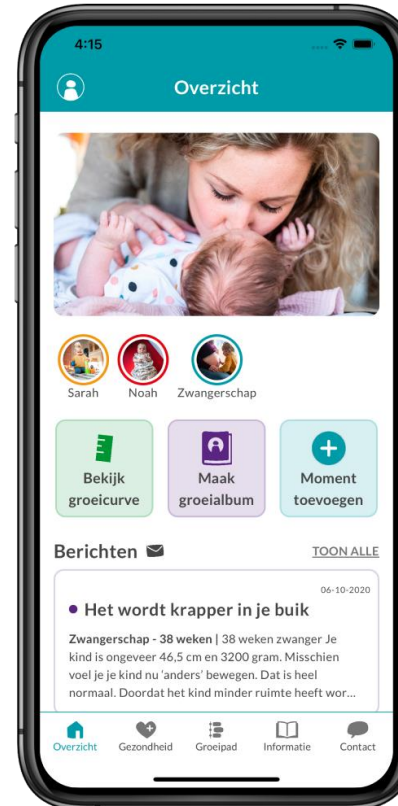 4:15
Overzicht
Sarah
Noah
Zwangerschap
Bekijk
groeicurve
Maak
groeialbum
Moment
toevoegen
Berichten
TOON ALLE
06-10-2020
Het wordt krapper in je buik
Zwangerschap - 38 weken | 38 weken zwanger Je
kind is ongeveer 46,5 cm en 3200 gram. Misschien
voel je je kind nu ‘anders’ bewegen. Dat is heel
normaal. Doordat het kind minder ruimte heeft wor...
Overzicht
Gezondheid
Groeipad
Informatie
Contact